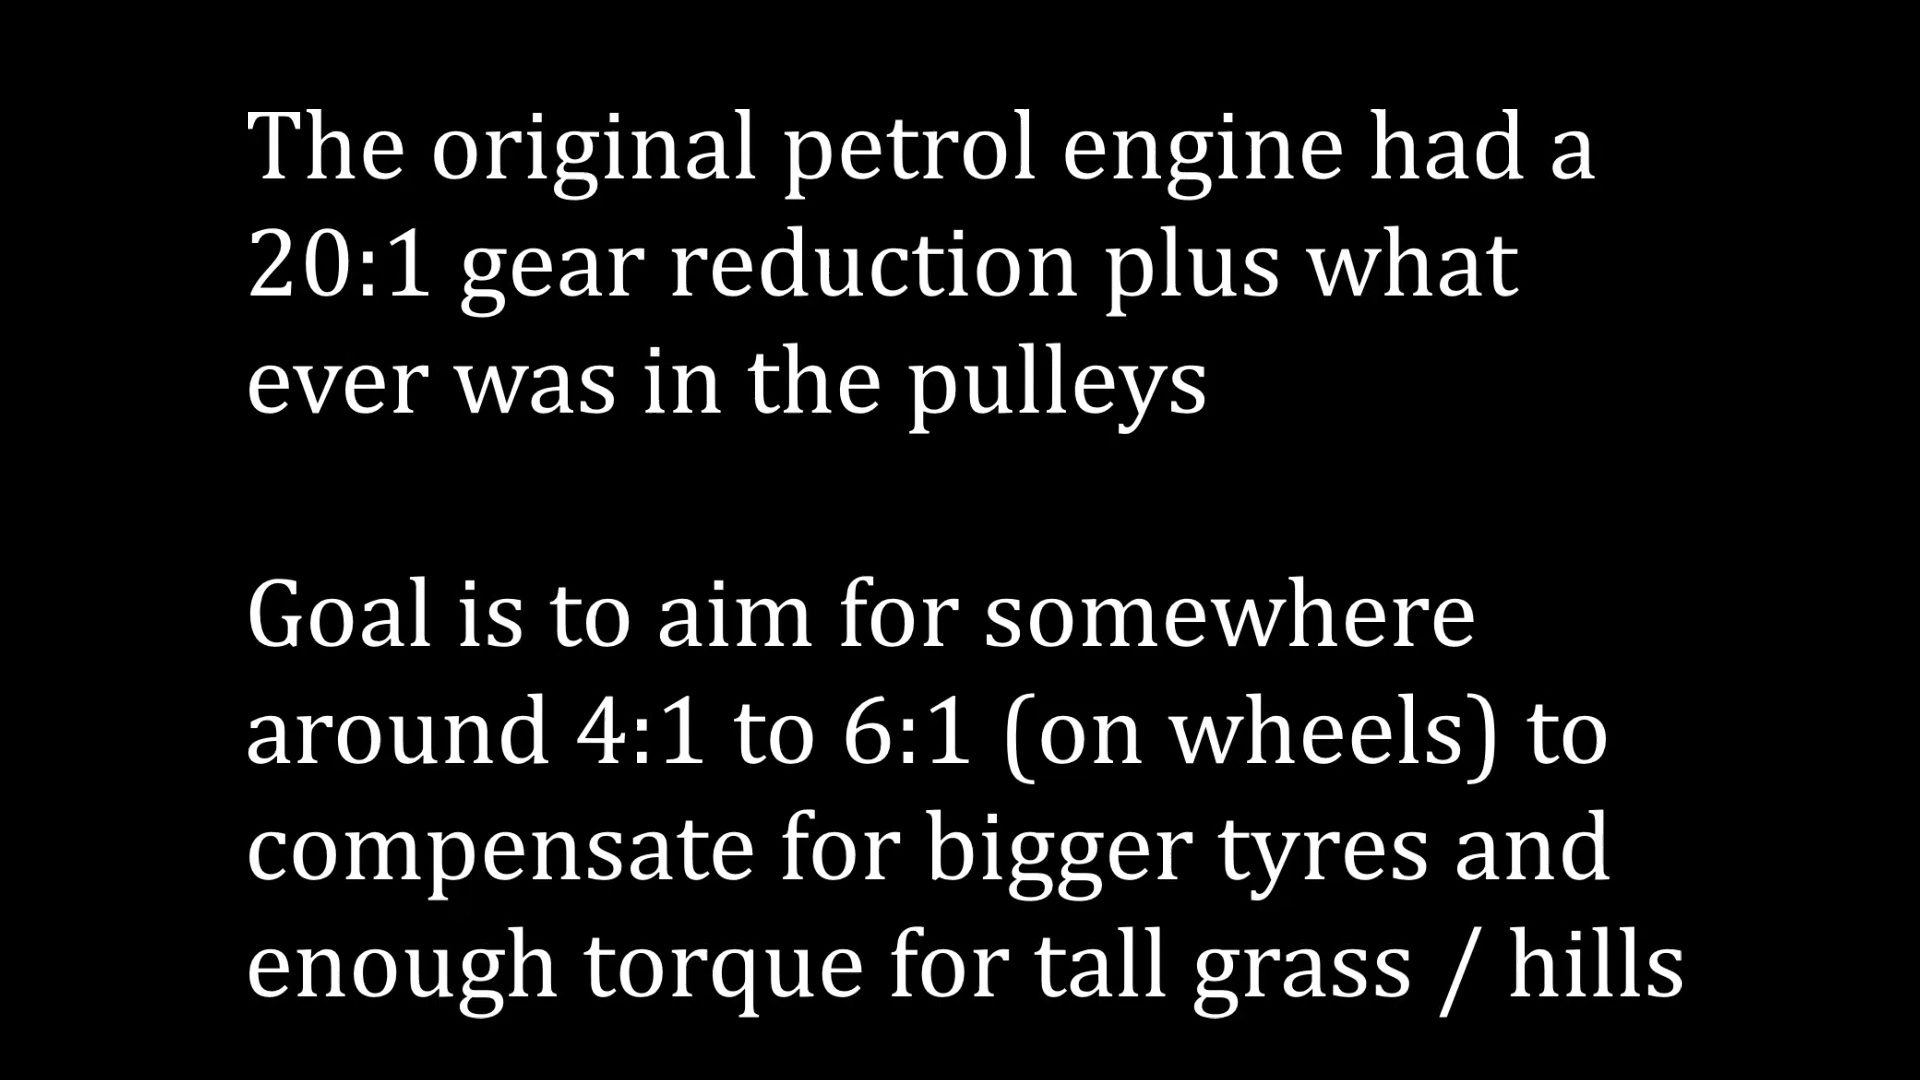 The original petrol engine had a
20:1 gear reduction plus what
ever was in the pulleys
Goal is to aim for somewhere
around 4:1 to 6:1 (on wheels) to
compensate for bigger tyres and
enough torque for tall grass / hills